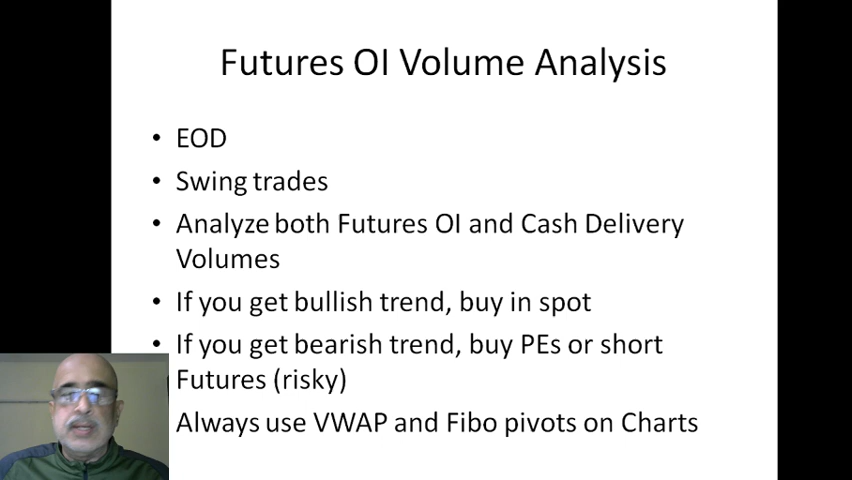 Futures OI Volume Analysis
• EOD
• Swing trades
• Analyze both Futures OI and Cash Delivery
Volumes
• If you get bullish trend, buy in spot
• If you get bearish trend, buy PEs or short
Futures (risky)
Always use VWAP and Fibo pivots on Charts